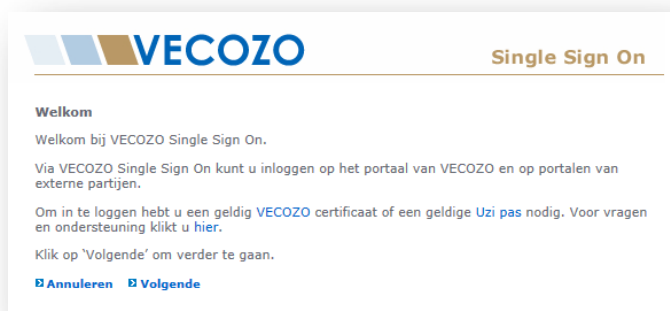 VECOZO
Single Sign On
Welkom
Welkom bij VECOZO Single Sign On.
Via VECOZO Single Sign On kunt u inloggen op het portaal van VECOZO en op portalen van
externe partijen.
Om in te loggen hebt u een geldig VECOZO certificaat of een geldige Uzi pas nodig. Voor vragen
en ondersteuning klikt u hier.
Klik op ‘Volgende’ om verder te gaan.
Annuleren Volgende